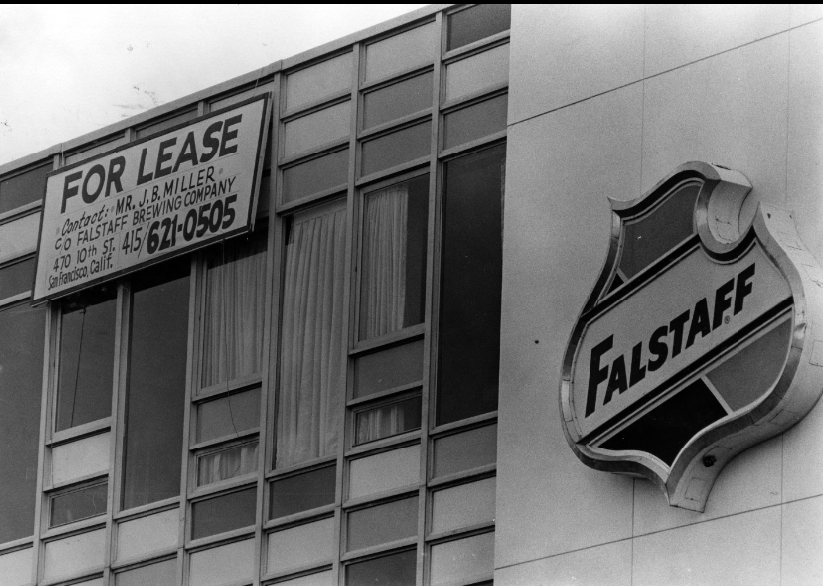 FOR LEASE
Contact: MR. J.B. MILLER
C/O FALSTAFF BREWING COMPANY
470 10th ST. 415/621-0505
San Francisco, Calif.
FALSTAFF®